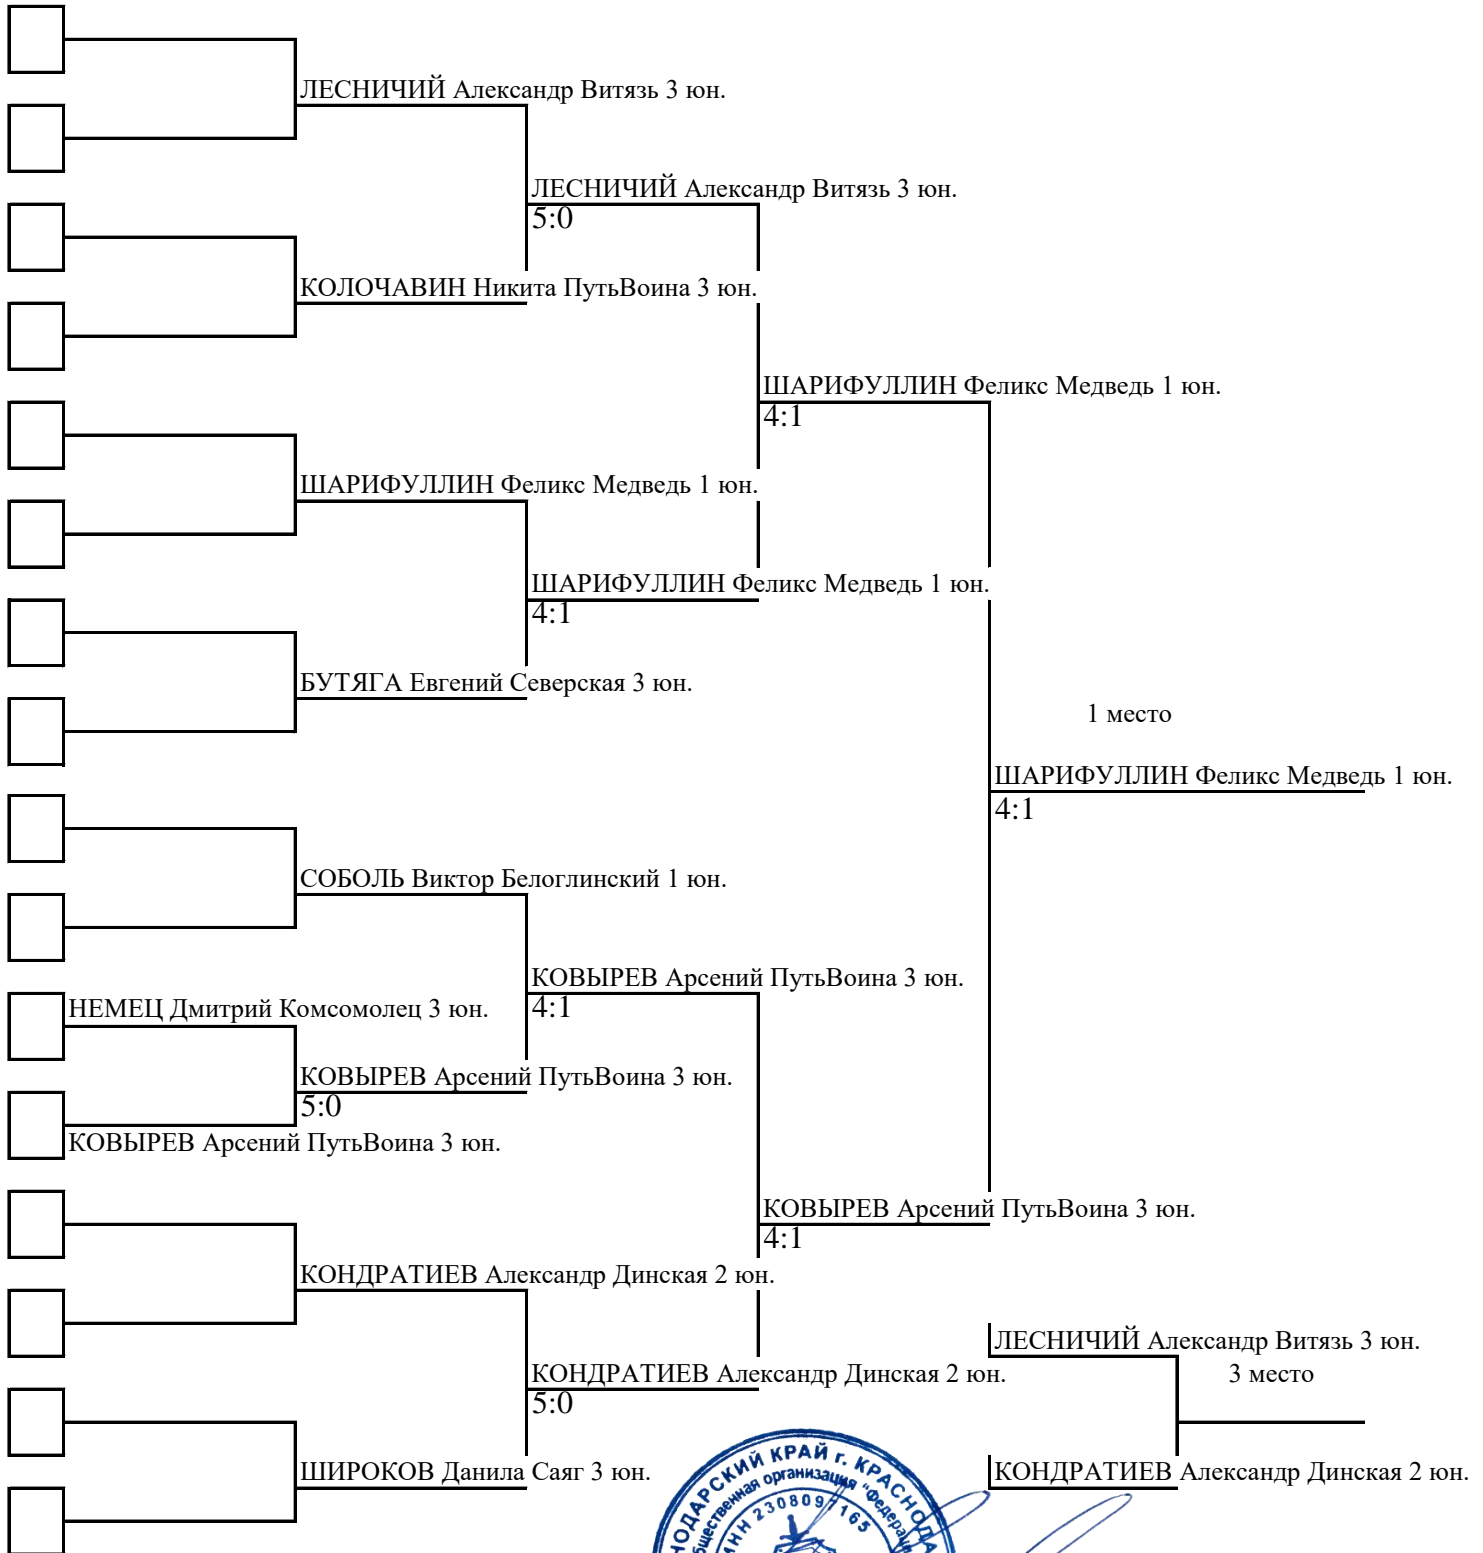 ЛЕСНИЧИЙ Александр Витязь 3 юн.
ЛЕСНИЧИЙ Александр Витязь 3 юн.
5:0
КОЛОЧАВИН Никита ПутьВоина 3 юн.
ШАРИФУЛЛИН Феликс Медведь 1 юн.
4:1
ШАРИФУЛЛИН Феликс Медведь 1 юн.
ШАРИФУЛЛИН Феликс Медведь 1 юн.
4:1
БУТЯГА Евгений Северская 3 юн.
1 место
ШАРИФУЛЛИН Феликс Медведь 1 юн.
4:1
СОБОЛЬ Виктор Белоглинский 1 юн.
КОВЫРЕВ Арсений ПутьВоина 3 юн.
4:1
НЕМЕЦ Дмитрий Комсомолец 3 юн.
КОВЫРЕВ Арсений ПутьВоина 3 юн.
5:0
КОВЫРЕВ Арсений ПутьВоина 3 юн.
КОВЫРЕВ Арсений ПутьВоина 3 юн.
4:1
КОНДРАТИЕВ Александр Динская 2 юн.
ЛЕСНИЧИЙ Александр Витязь 3 юн.
3 место
КОНДРАТИЕВ Александр Динская 2 юн.
5:0
ШИРОКОВ Данила Саяг 3 юн.
КОНДРАТИЕВ Александр Динская 2 юн.
КРАЙ г.
организация
ИНН 2308097165